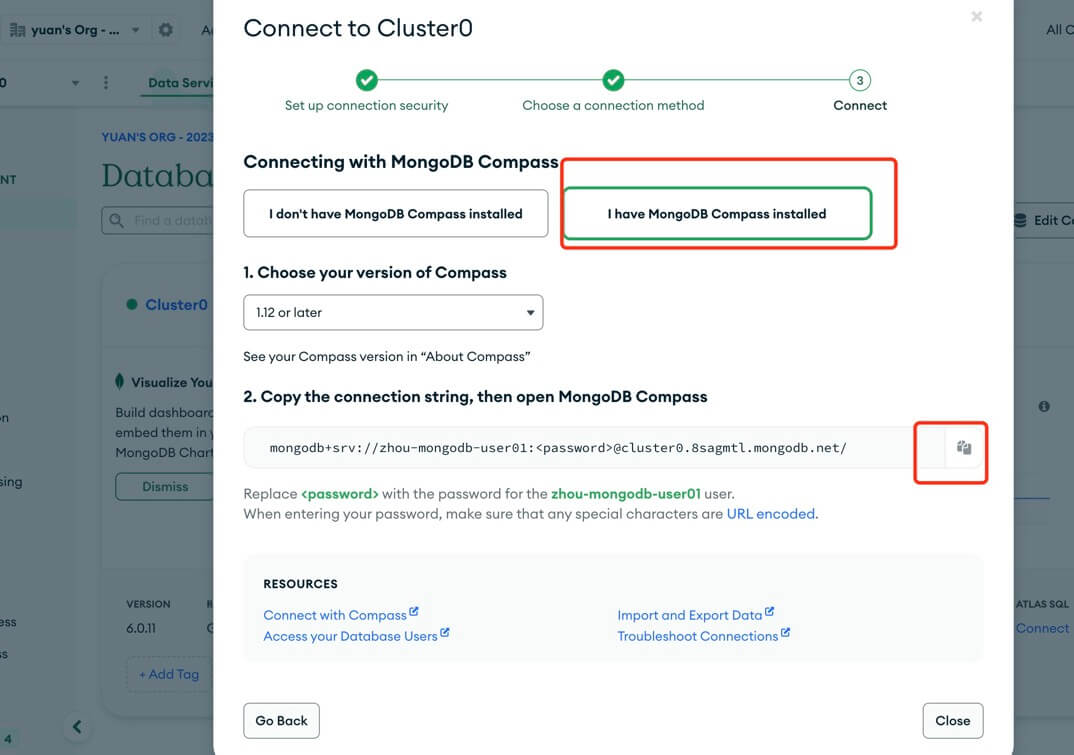 yuan's Org - ...
All C
0
Data Servi
Connect to Cluster0
Set up connection security
Choose a connection method
3
Connect
YUAN'S ORG - 2023
NT
Databa
Find a datab
Edit Co
Connecting with MongoDB Compass
I don't have MongoDB Compass installed
I have MongoDB Compass installed
1. Choose your version of Compass
1.12 or later
See your Compass version in “About Compass”
Cluster0
Visualize You
Build dashboard
embed them in y
MongoDB Chart
Dismiss
on
sing
2. Copy the connection string, then open MongoDB Compass
mongodb+srv://zhou-mongodb-user01:<password>@cluster0.8sagmtl.mongodb.net/
Replace <password> with the password for the zhou-mongodb-user01 user.
When entering your password, make sure that any special characters are URL encoded.
RESOURCES
Connect with Compass
Import and Export Data
Access your Database Users
Troubleshoot Connections
VERSION
6.0.11
ATLAS SQL
Connect
ess
s
+ Add Tag
4
Go Back
Close